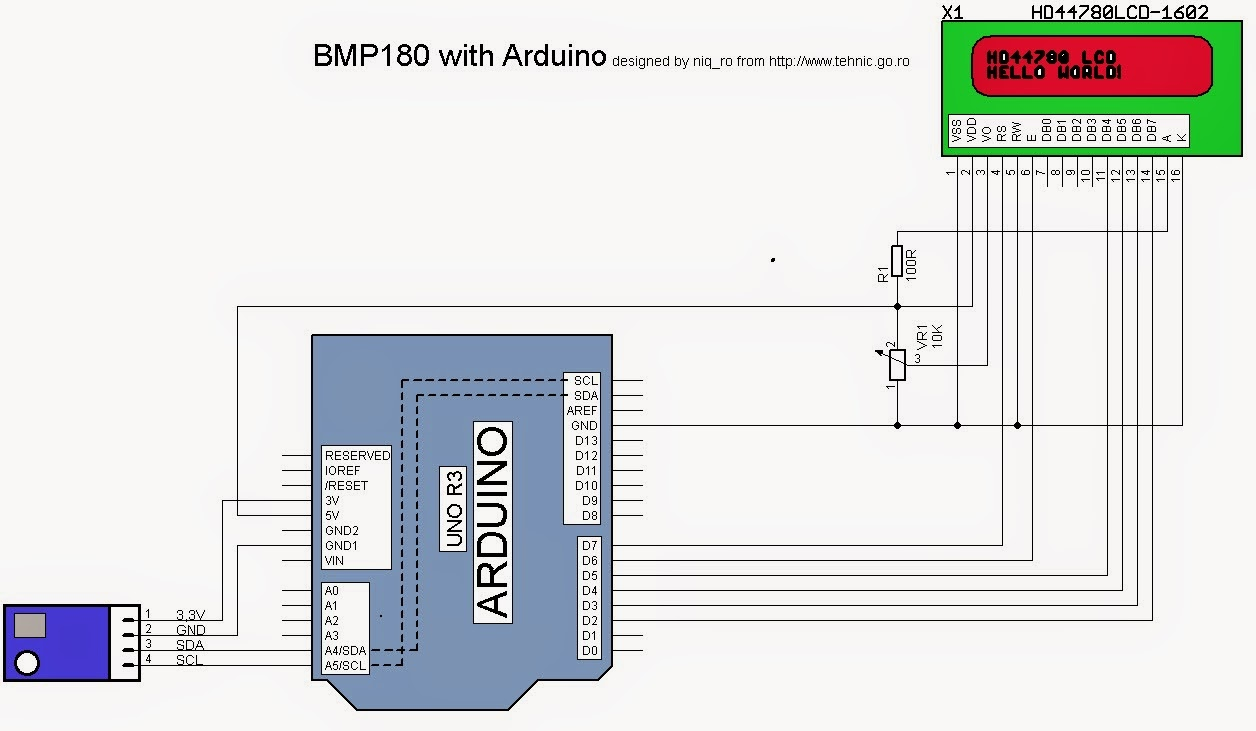 X1 HD44780LCD-1602
BMP180 with Arduino designed by niq_ro from http://www.tehnic.go.ro
HD44780 LCD
HELLO WORLD!
VSS
VDD
VO
RS
RW
E
DB0
DB1
DB2
DB3
DB4
DB5
DB6
DB7
A
K
1
2
3
4
5
6
7
8
9
10
11
12
13
14
15
16
R1
100R
VR1
10K
2
3
1
SCL
SDA
AREF
GND
D13
D12
D11
D10
D9
D8
D7
D6
D5
D4
D3
D2
D1
D0
RESERVED
IOREF
/RESET
3V
5V
GND2
GND1
VIN
A0
A1
A2
A3
A4/SDA
A5/SCL
UNO R3
ARDUINO
1 3,3V
2 GND
3 SDA
4 SCL